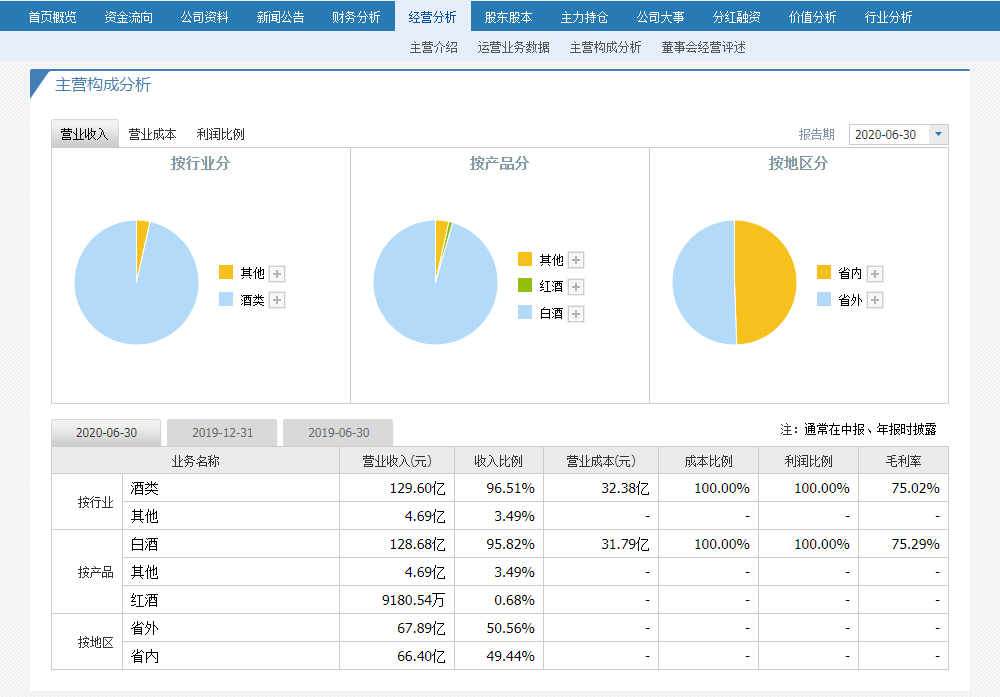 首页概览 资金流向 公司资料 新闻公告 财务分析 经营分析 股东股本 主力持仓 公司大事 分红融资 价值分析 行业分析
主营介绍 运营业务数据 主营构成分析 董事会经营评述
主营构成分析
营业收入 营业成本 利润比例 报告期 2020-06-30
按行业分 按产品分 按地区分
其他
酒类
其他
红酒
白酒
省内
省外
2020-06-30 2019-12-31 2019-06-30 注：通常在中报、年报时披露
业务名称 营业收入(元) 收入比例 营业成本(元) 成本比例 利润比例 毛利率
按行业 酒类 129.60亿 96.51% 32.38亿 100.00% 100.00% 75.02%
其他 4.69亿 3.49% - - - -
按产品 白酒 128.68亿 95.82% 31.79亿 100.00% 100.00% 75.29%
其他 4.69亿 3.49% - - - -
红酒 9180.54万 0.68% - - - -
按地区 省外 67.89亿 50.56% - - - -
省内 66.40亿 49.44% - - - -